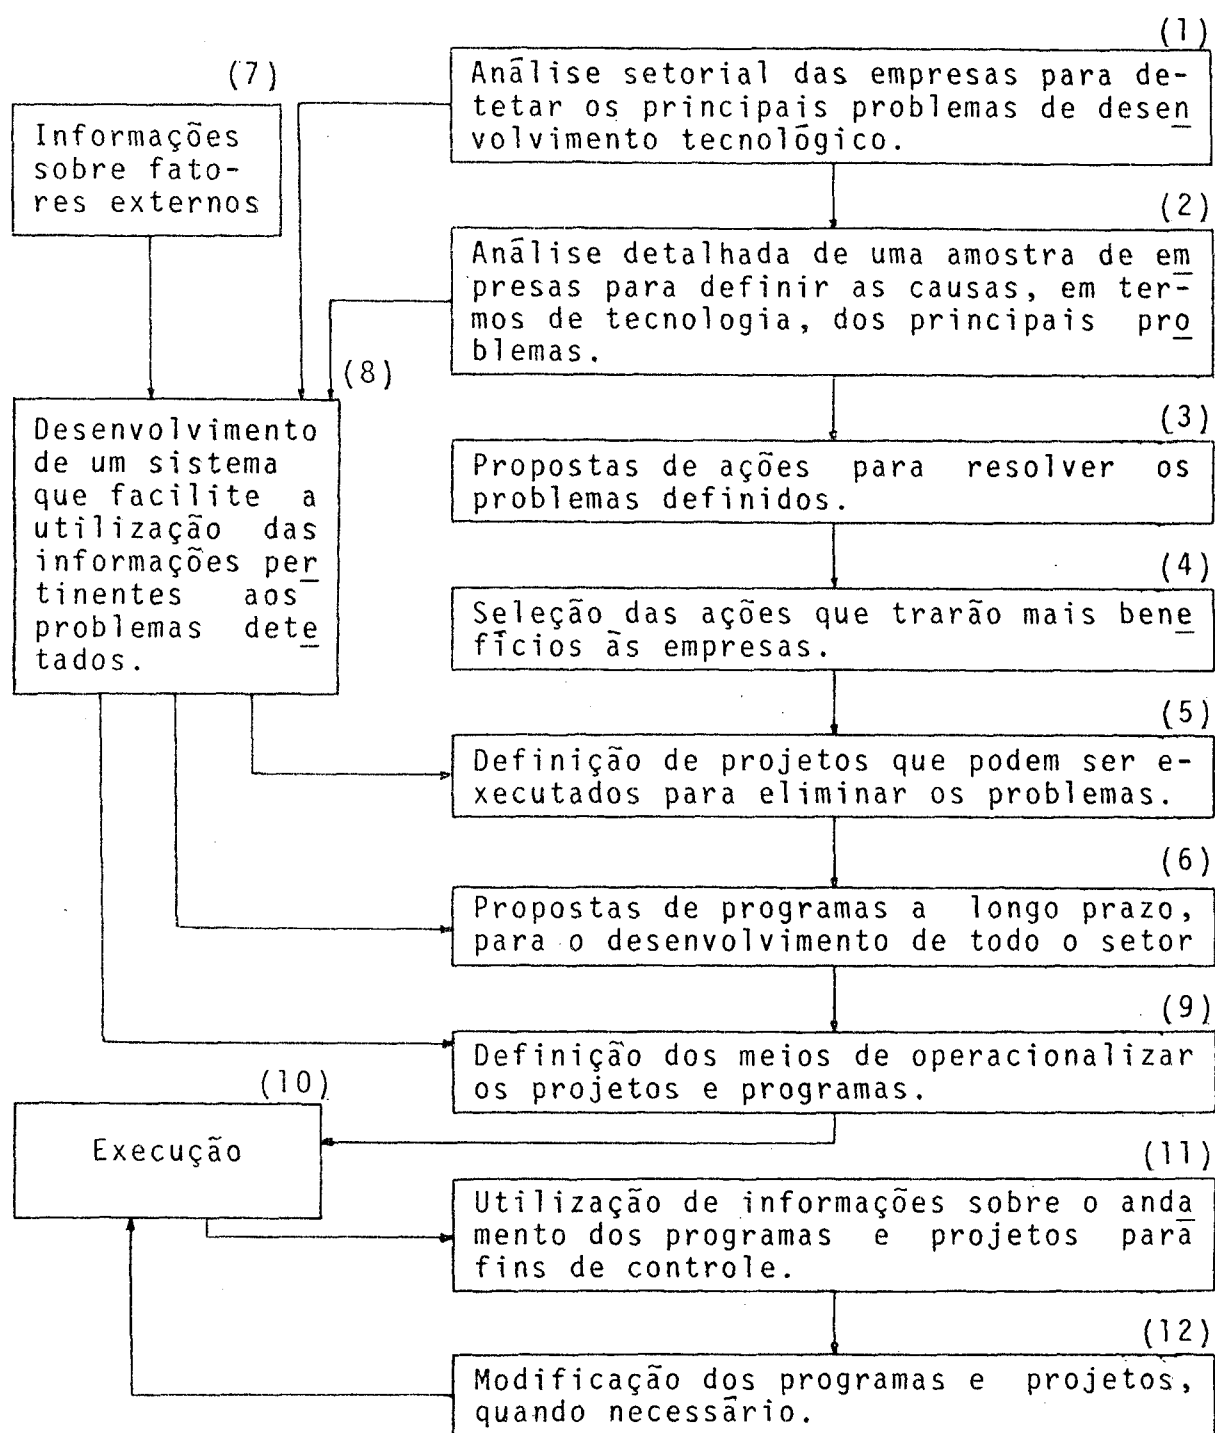 (1)
Análise setorial das empresas para de-
tetar os principais problemas de desen
volvimento tecnológico.
(7)
Informações
sobre fato-
res externos
(2)
Análise detalhada de uma amostra de em
presas para definir as causas, em ter-
mos de tecnologia, dos principais pro
blemas.
(8)
Desenvolvimento
de um sistema
que facilite a
utilização das
informações per
tinentes aos
problemas dete
tados.
(3)
Propostas de ações para resolver os
problemas definidos.
(4)
Seleção das ações que trarão mais bene
fícios às empresas.
(5)
Definição de projetos que podem ser e-
xecutados para eliminar os problemas.
(6)
Propostas de programas a longo prazo,
para o desenvolvimento de todo o setor
(9)
Definição dos meios de operacionalizar
os projetos e programas.
(10)
Execução
(11)
Utilização de informações sobre o anda
mento dos programas e projetos para
fins de controle.
(12)
Modificação dos programas e projetos,
quando necessário.